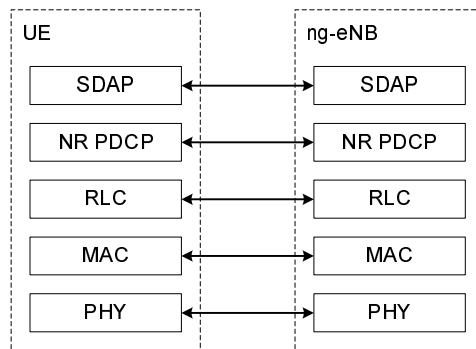 UE ng-eNB
SDAP SDAP
NR PDCP NR PDCP
RLC RLC
MAC MAC
PHY PHY